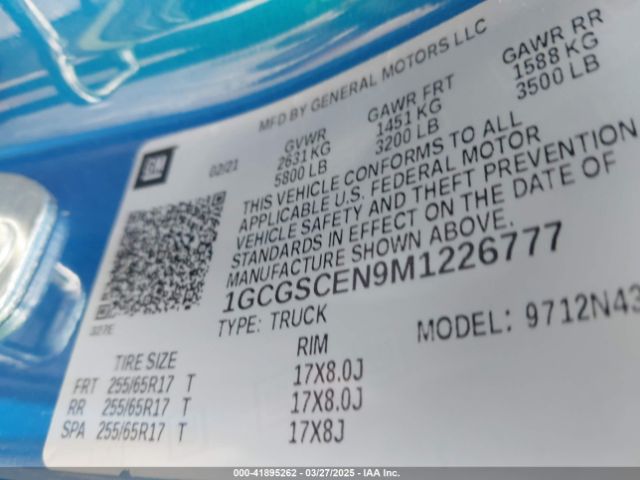 MFD BY GENERAL MOTORS LLC
GM
02/21
GVWR
2631 KG
5800 LB
GAWR FRT
1451 KG
3200 LB
GAWR RR
1588 KG
3500 LB
THIS VEHICLE CONFORMS TO ALL
APPLICABLE U.S. FEDERAL MOTOR
VEHICLE SAFETY AND THEFT PREVENTION
STANDARDS IN EFFECT ON THE DATE OF
MANUFACTURE SHOWN ABOVE.
1GCGSCEN9M1226777
TYPE: TRUCK
MODEL: 9712N43
TIRE SIZE
RIM
FRT 255/65R17 T 17X8.0J
RR 255/65R17 T 17X8.0J
SPA 255/65R17 T 17X8J
000-41895262 | 03/27/2025 | IAA Inc.